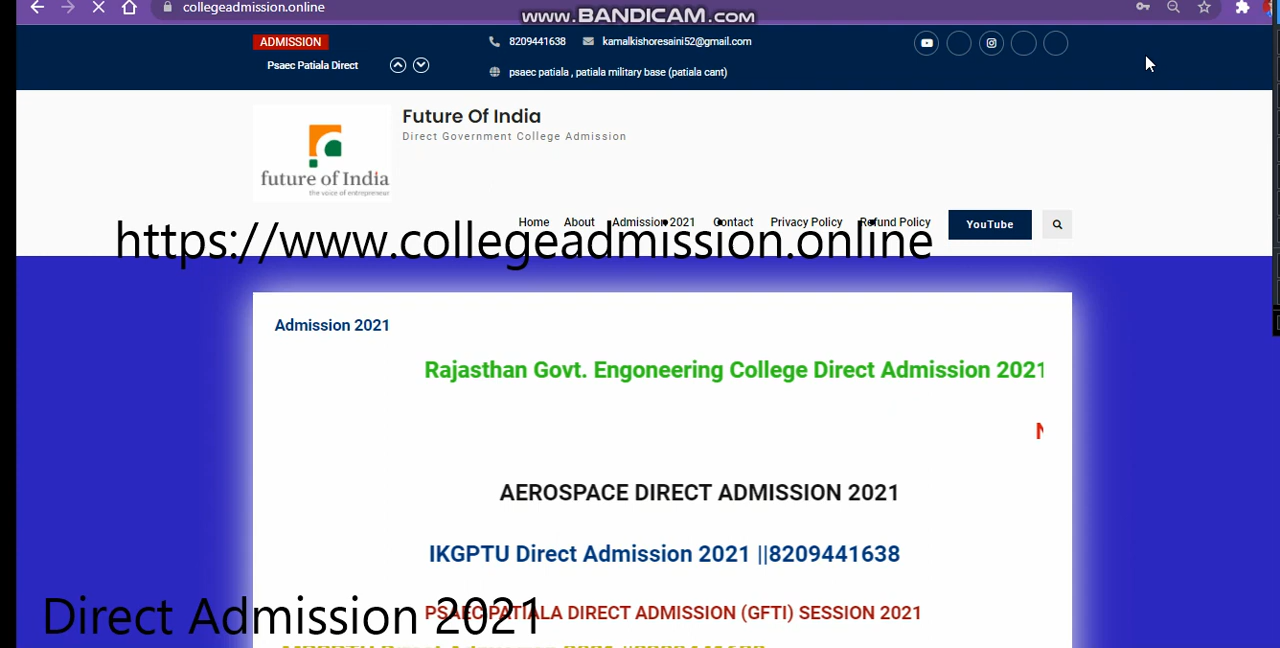 collegeadmission.online
www.BANDICAM.com
ADMISSION
8209441638
kamalkishoresaini52@gmail.com
Psaec Patiala Direct
psaec patiala , patiala military base (patiala cant)
Future Of India
Direct Government College Admission
future of India
the voice of entrepreneur
Home About Admission 2021 Contact Privacy Policy Refund Policy YouTube
https://www.collegeadmission.online
Admission 2021
Rajasthan Govt. Engoneering College Direct Admission 2021
N
AEROSPACE DIRECT ADMISSION 2021
IKGPTU Direct Admission 2021 ||8209441638
PSAEC PATIALA DIRECT ADMISSION (GFTI) SESSION 2021
Direct Admission 2021